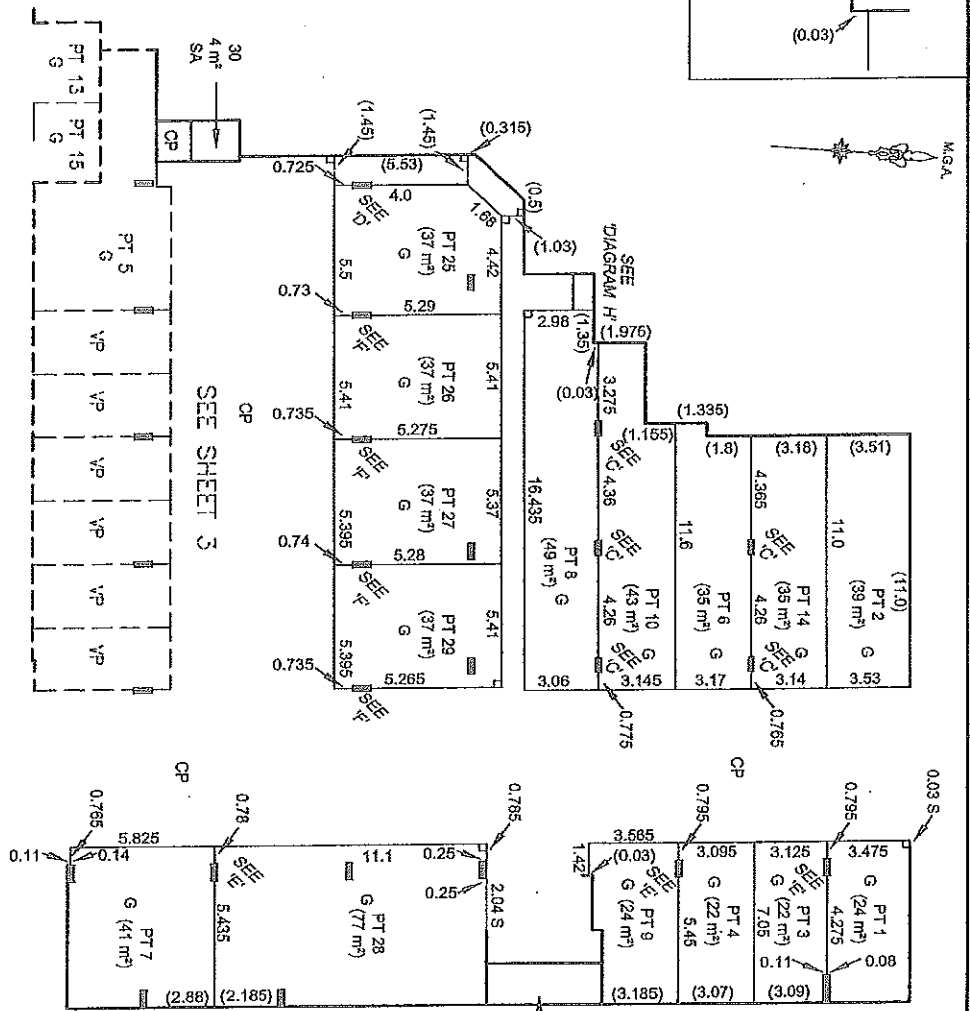 (0.03)
M.G.A.
30
4 m²
SA
PT 13
G
PT 15
G
CP
PT 5
G
VP
VP
VP
VP
VP
VP
SEE SHEET 3
CP
(1.45)
(1.45)
(0.315)
(5.53)
0.725
4.0
SEE
'D'
1.68
(0.5)
(1.03)
PT 25
(37 m²)
G
4.42
5.5
0.73
5.29
SEE
'F'
PT 26
(37 m²)
G
5.41
5.41
0.735
5.275
SEE
'F'
PT 27
(37 m²)
G
5.37
5.395
0.74
5.28
SEE
'F'
PT 29
(37 m²)
G
5.41
5.395
0.735
5.265
SEE
'F'
SEE
'DIAGRAM H'
2.98
(1.35)
(0.03)
(1.975)
16.435
PT 8
(49 m²) G
3.06
3.275
SEE
'C'
4.36
SEE
'C'
4.26
SEE
'C'
0.775
(1.155)
(1.335)
PT 10
(43 m²)
G
3.145
11.6
PT 6
(35 m²)
G
3.17
(1.8)
4.365
SEE
'C'
4.26
SEE
'C'
0.765
(3.18)
PT 14
(35 m²)
G
3.14
11.0
(3.51)
(11.0)
PT 2
(39 m²)
G
3.53
CP
0.03 S
0.795
3.475
G
PT 1
(24 m²)
4.275
0.11
0.08
3.125
SEE
'E'
G
PT 3
(22 m²)
7.05
(3.09)
0.795
3.095
G
PT 4
(22 m²)
5.45
(3.07)
3.565
1.42
(0.03)
SEE
'E'
G
PT 9
(24 m²)
(3.185)
CP
0.785
0.25
0.25
2.04 S
11.1
PT 28
G (77 m²)
(2.185)
0.78
SEE
'E'
5.435
5.825
0.765
0.11
0.14
PT 7
G (41 m²)
(2.88)